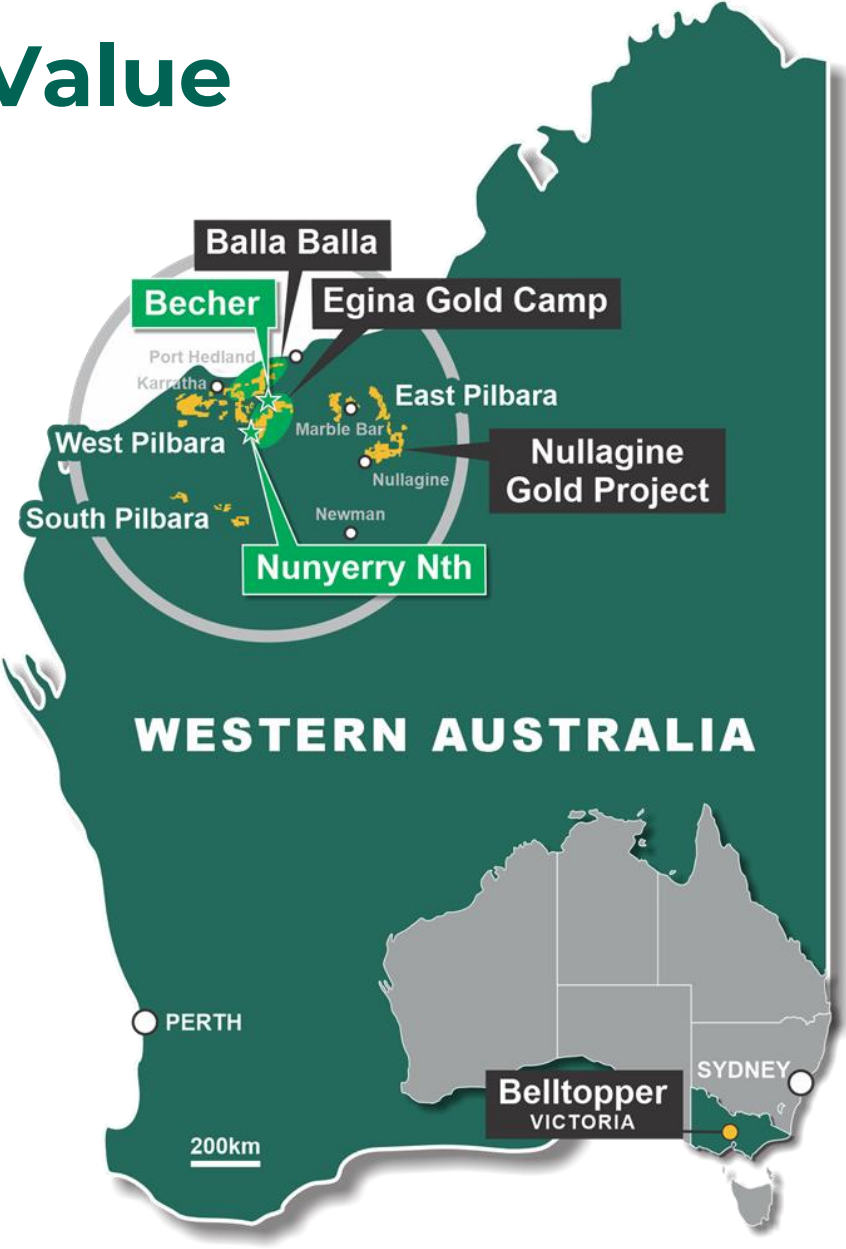 Value
Balla Balla
Becher
Egina Gold Camp
Port Hedland
Karratha
East Pilbara
Marble Bar
West Pilbara
Nullagine
Gold Project
Nullagine
South Pilbara
Newman
Nunyerry Nth
WESTERN AUSTRALIA
PERTH
SYDNEY
Belltopper
VICTORIA
200km